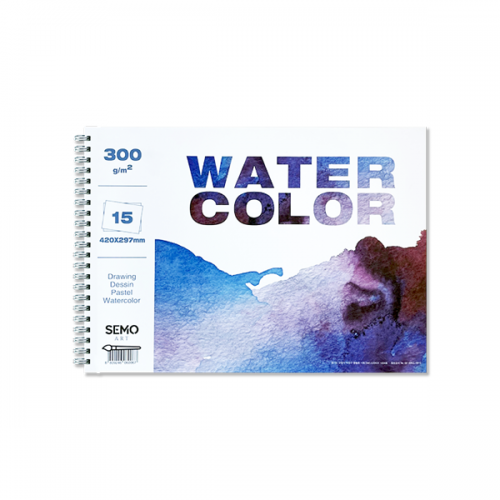 300
g/m²
15
420X297mm
Drawing
Dessin
Pastel
Watercolor
SEMO
ART
WATER
COLOR